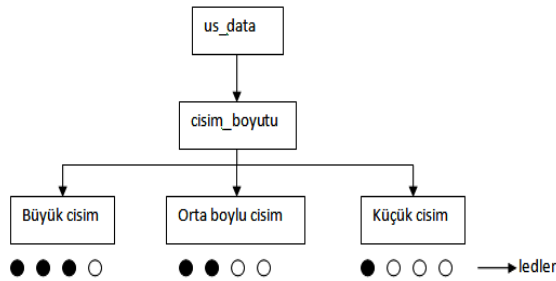 us_data
cisim_boyutu
Büyük cisim
Orta boylu cisim
Küçük cisim
ledler